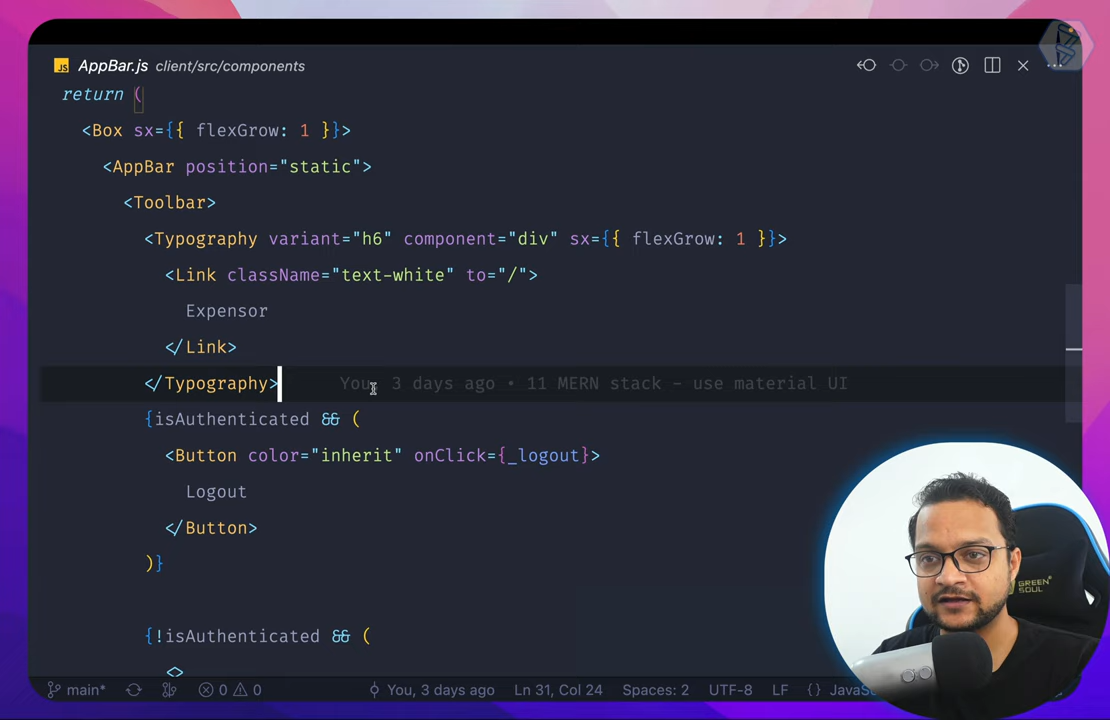 JS AppBar.js client/src/components
return (
<Box sx={{ flexGrow: 1 }}>
<AppBar position="static">
<Toolbar>
<Typography variant="h6" component="div" sx={{ flexGrow: 1 }}>
<Link className="text-white" to="/">
Expensor
</Link>
</Typography> You, 3 days ago • 11 MERN stack - use material UI
{isAuthenticated && (
<Button color="inherit" onClick={_logout}>
Logout
</Button>
)}
{!isAuthenticated && (
<>
GREEN
SOUL
main* 0 0 You, 3 days ago Ln 31, Col 24 Spaces: 2 UTF-8 LF {} JavaS